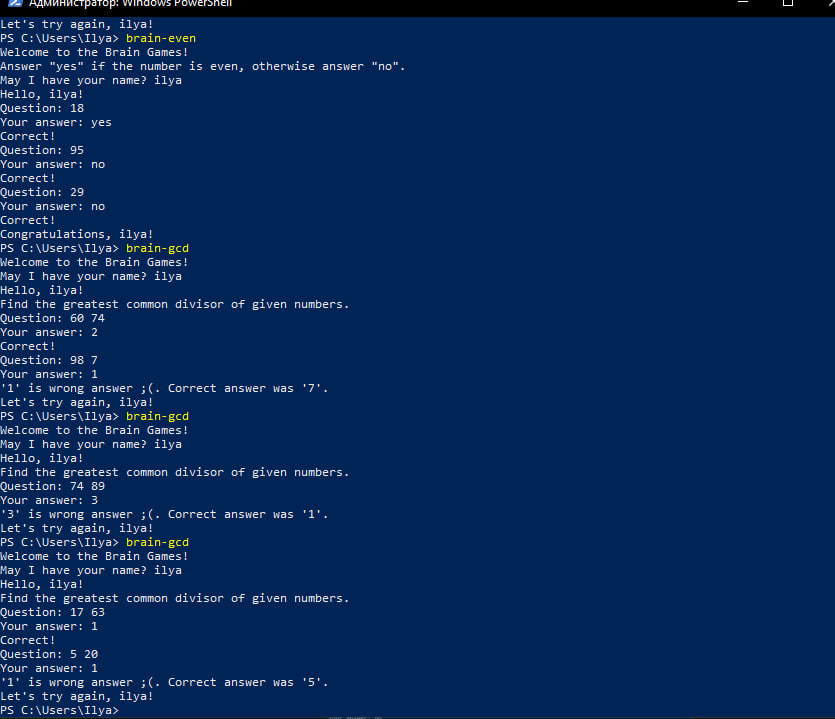 Администратор: Windows PowerShell
Let's try again, ilya!
PS C:\Users\Ilya> brain-even
Welcome to the Brain Games!
Answer "yes" if the number is even, otherwise answer "no".
May I have your name? ilya
Hello, ilya!
Question: 18
Your answer: yes
Correct!
Question: 95
Your answer: no
Correct!
Question: 29
Your answer: no
Correct!
Congratulations, ilya!
PS C:\Users\Ilya> brain-gcd
Welcome to the Brain Games!
May I have your name? ilya
Hello, ilya!
Find the greatest common divisor of given numbers.
Question: 60 74
Your answer: 2
Correct!
Question: 98 7
Your answer: 1
'1' is wrong answer ;(. Correct answer was '7'.
Let's try again, ilya!
PS C:\Users\Ilya> brain-gcd
Welcome to the Brain Games!
May I have your name? ilya
Hello, ilya!
Find the greatest common divisor of given numbers.
Question: 74 89
Your answer: 3
'3' is wrong answer ;(. Correct answer was '1'.
Let's try again, ilya!
PS C:\Users\Ilya> brain-gcd
Welcome to the Brain Games!
May I have your name? ilya
Hello, ilya!
Find the greatest common divisor of given numbers.
Question: 17 63
Your answer: 1
Correct!
Question: 5 20
Your answer: 1
'1' is wrong answer ;(. Correct answer was '5'.
Let's try again, ilya!
PS C:\Users\Ilya>